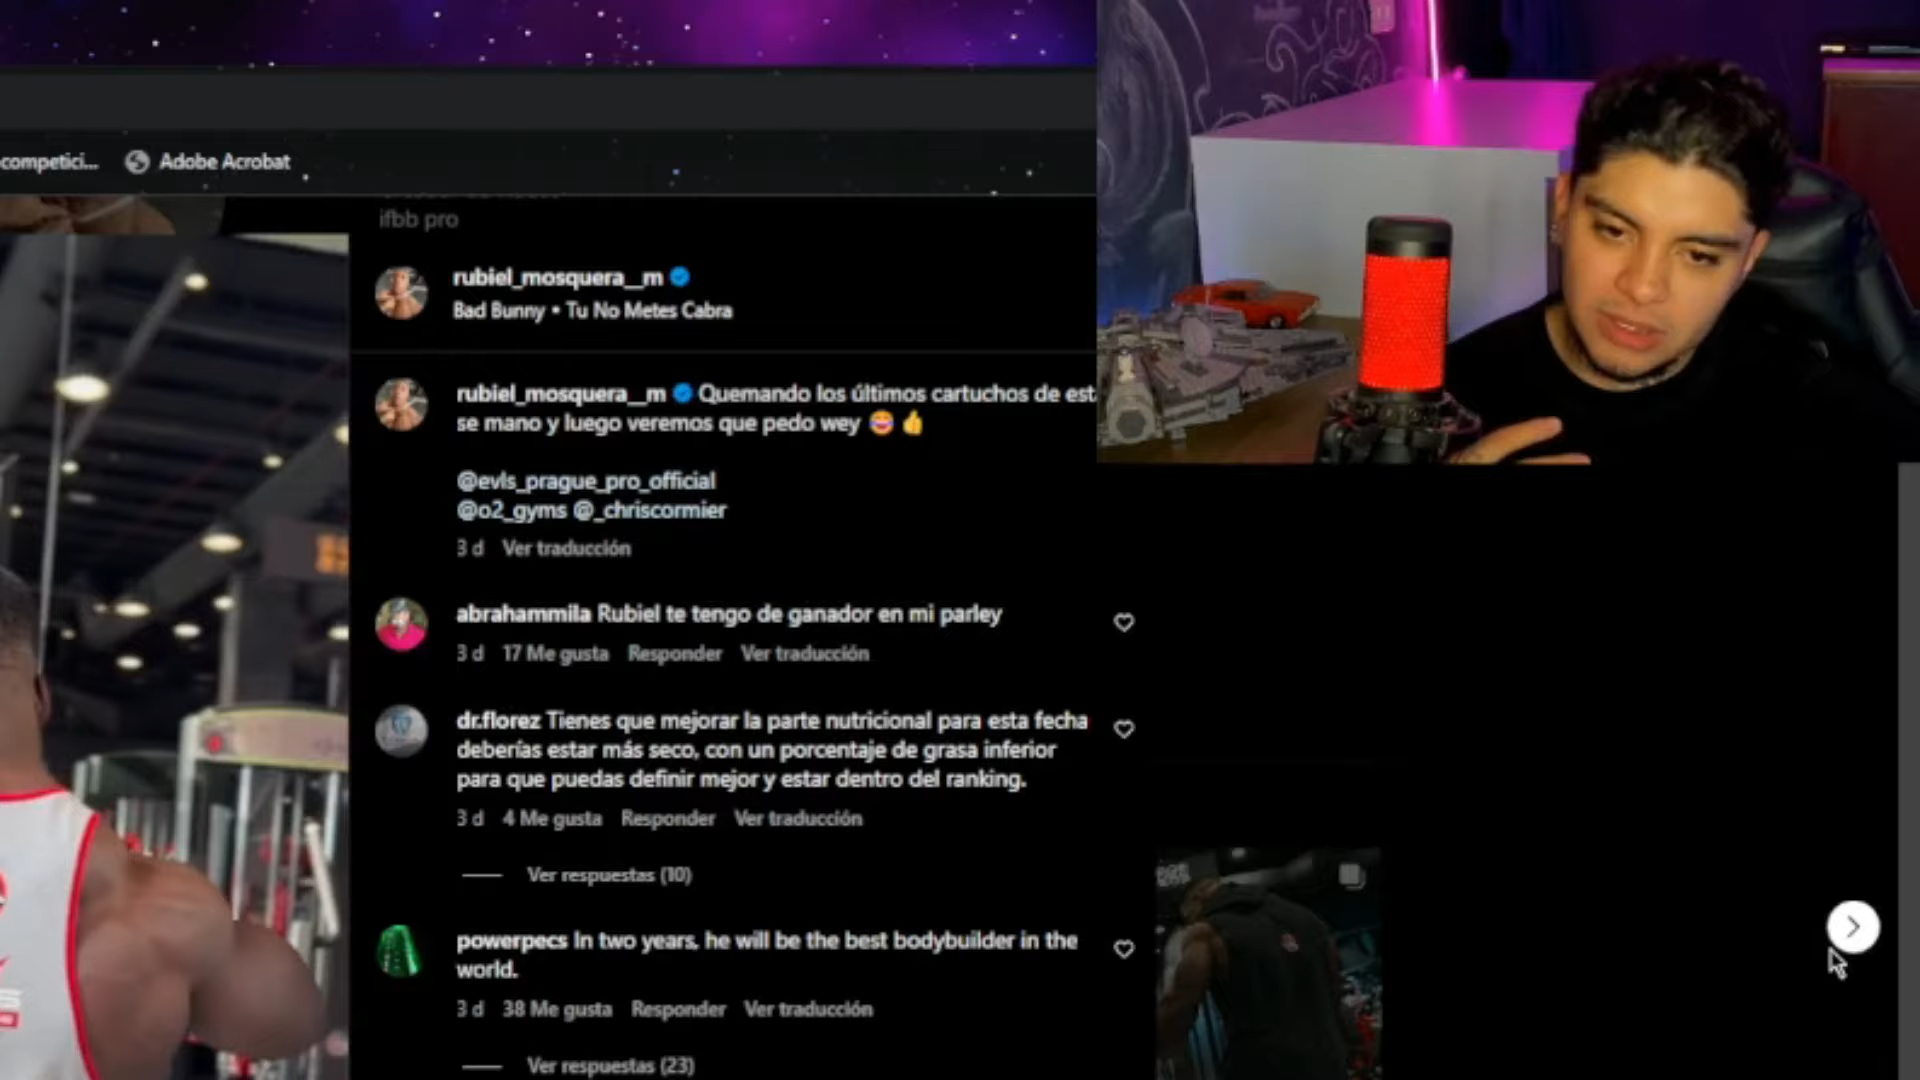 competici... Adobe Acrobat
ifbb pro
rubiel_mosquera__m
Bad Bunny • Tu No Metes Cabra
rubiel_mosquera__m Quemando los últimos cartuchos de est
se mano y luego veremos que pedo wey 😂👍
@evls_prague_pro_official
@o2_gyms @_chriscormier
3 d Ver traducción
abrahammila Rubiel te tengo de ganador en mi parley
3 d 17 Me gusta Responder Ver traducción
dr.florez Tienes que mejorar la parte nutricional para esta fecha
deberías estar más seco, con un porcentaje de grasa inferior
para que puedas definir mejor y estar dentro del ranking.
3 d 4 Me gusta Responder Ver traducción
Ver respuestas (10)
powerpecs In two years, he will be the best bodybuilder in the
world.
3 d 38 Me gusta Responder Ver traducción
Ver respuestas (23)